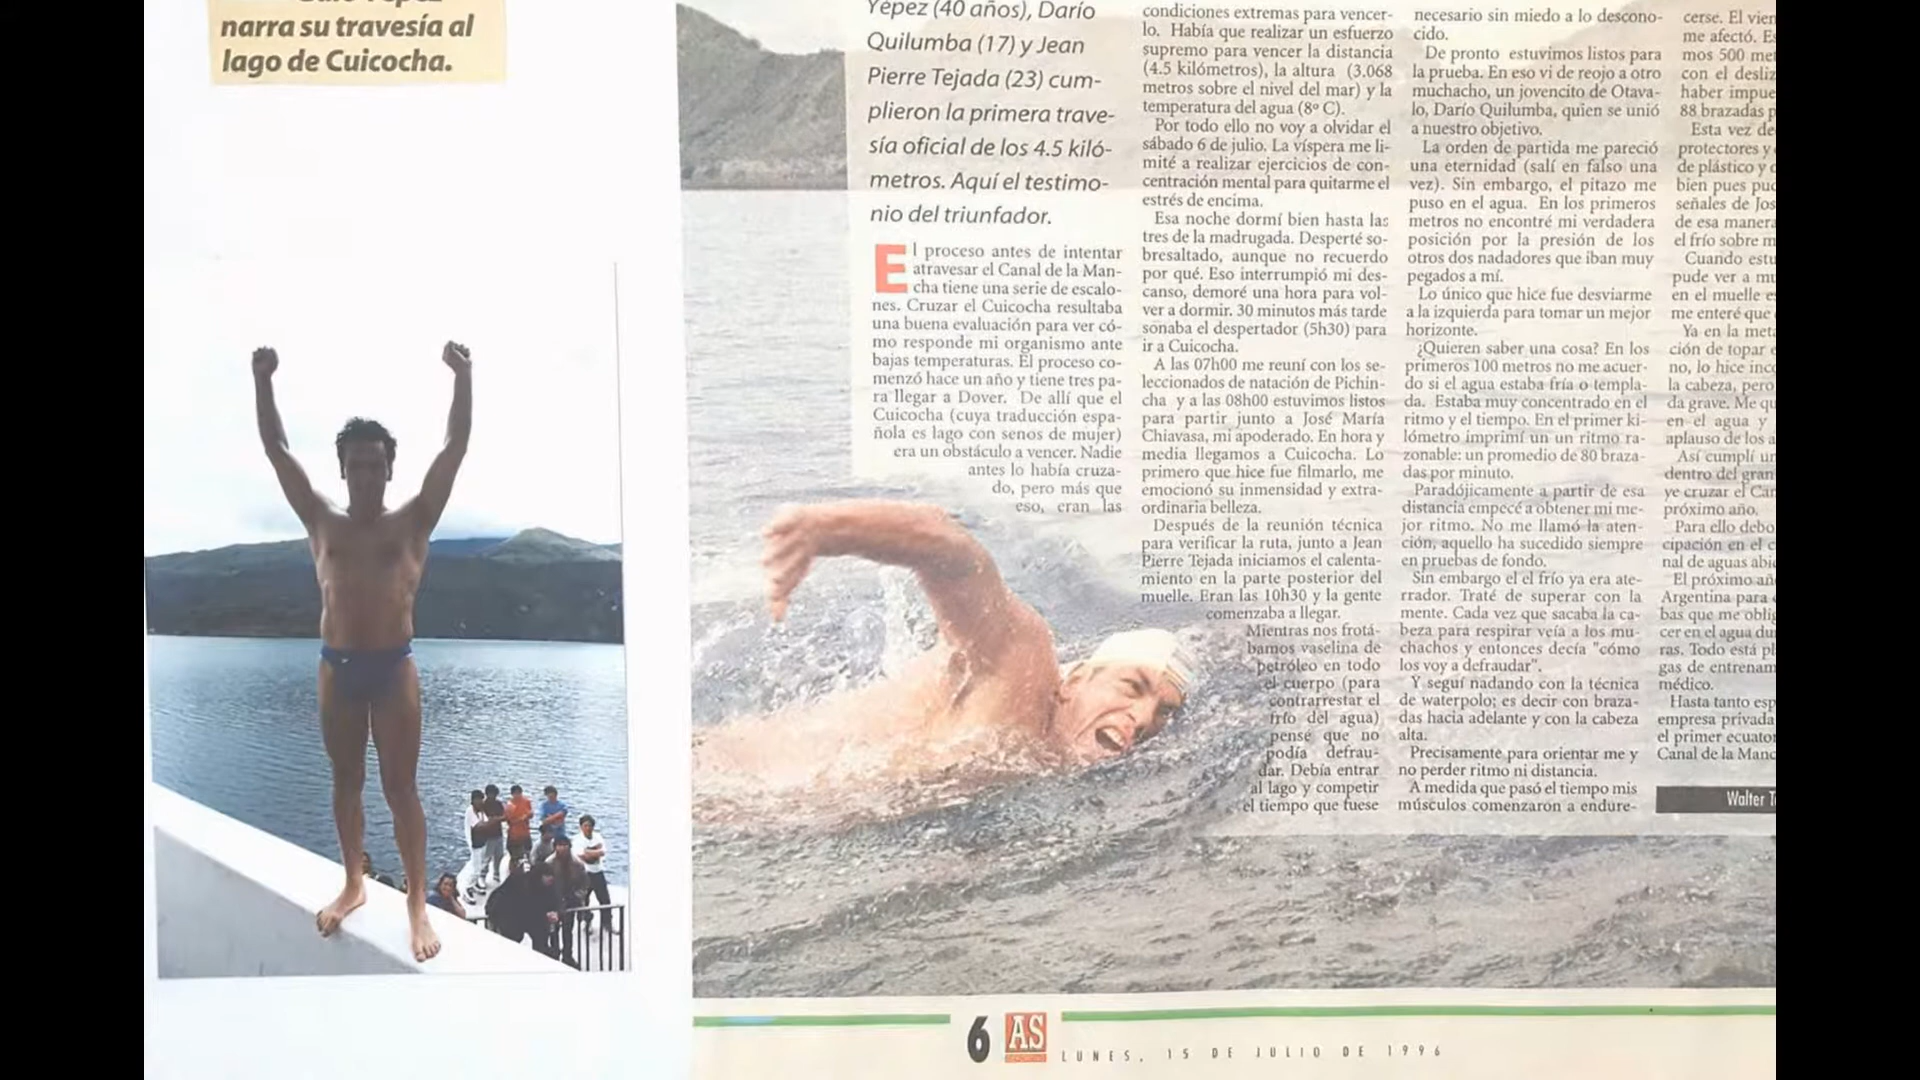 narra su travesía al
lago de Cuicocha.
Yépez (40 años), Darío
Quilumba (17) y Jean
Pierre Tejada (23) cum-
plieron la primera trave-
sía oficial de los 4.5 kiló-
metros. Aquí el testimo-
nio del triunfador.
El proceso antes de intentar
atravesar el Canal de la Man-
cha tiene una serie de escalo-
nes. Cruzar el Cuicocha resultaba
una buena evaluación para ver có-
mo responde mi organismo ante
bajas temperaturas. El proceso co-
menzó hace un año y tiene tres pa-
ra llegar a Dover. De allí que el
Cuicocha (cuya traducción espa-
ñola es lago con senos de mujer)
era un obstáculo a vencer. Nadie
antes lo había cruza-
do, pero más que
eso, eran las
condiciones extremas para vencer-
lo. Había que realizar un esfuerzo
supremo para vencer la distancia
(4.5 kilómetros), la altura (3.068
metros sobre el nivel del mar) y la
temperatura del agua (8º C).
Por todo ello no voy a olvidar el
sábado 6 de julio. La víspera me li-
mité a realizar ejercicios de con-
centración mental para quitarme el
estrés de encima.
Esa noche dormí bien hasta las
tres de la madrugada. Desperté so-
bresaltado, aunque no recuerdo
por qué. Eso interrumpió mi des-
canso, demoré una hora para vol-
ver a dormir. 30 minutos más tarde
sonaba el despertador (5h30) para
ir a Cuicocha.
A las 07h00 me reuní con los se-
leccionados de natación de Pichin-
cha y a las 08h00 estuvimos listos
para partir junto a José María
Chiavasa, mi apoderado. En hora y
media llegamos a Cuicocha. Lo
primero que hice fue filmarlo, me
emocionó su inmensidad y extra-
ordinaria belleza.
Después de la reunión técnica
para verificar la ruta, junto a Jean
Pierre Tejada iniciamos el calenta-
miento en la parte posterior del
muelle. Eran las 10h30 y la gente
comenzaba a llegar.
Mientras nos frotá-
bamos vaselina de
petróleo en todo
el cuerpo (para
contrarrestar el
frío del agua)
pensé que no
podía defrau-
dar. Debía entrar
al lago y competir
el tiempo que fuese
necesario sin miedo a lo descono-
cido.
De pronto estuvimos listos para
la prueba. En eso vi de reojo a otro
muchacho, un jovencito de Otava-
lo, Darío Quilumba, quien se unió
a nuestro objetivo.
La orden de partida me pareció
una eternidad (salí en falso una
vez). Sin embargo, el pitazo me
puso en el agua. En los primeros
metros no encontré mi verdadera
posición por la presión de los
otros dos nadadores que iban muy
pegados a mí.
Lo único que hice fue desviarme
a la izquierda para tomar un mejor
horizonte.
¿Quieren saber una cosa? En los
primeros 100 metros no me acuer-
do si el agua estaba fría o templa-
da. Estaba muy concentrado en el
ritmo y el tiempo. En el primer ki-
lómetro imprimí un un ritmo ra-
zonable: un promedio de 80 braza-
das por minuto.
Paradójicamente a partir de esa
distancia empecé a obtener mi me-
jor ritmo. No me llamó la aten-
ción, aquello ha sucedido siempre
en pruebas de fondo.
Sin embargo el el frío ya era ate-
rrador. Traté de superar con la
mente. Cada vez que sacaba la ca-
beza para respirar veía a los mu-
chachos y entonces decía "cómo
los voy a defraudar".
Y seguí nadando con la técnica
de waterpolo; es decir con braza-
das hacia adelante y con la cabeza
alta.
Precisamente para orientar me y
no perder ritmo ni distancia.
A medida que pasó el tiempo mis
músculos comenzaron a endure-
cerse. El vien
me afectó. Es
mos 500 met
con el desliz
haber impue
88 brazadas p
Esta vez de
protectores y
de plástico y c
bien pues pud
señales de Jos
de esa manera
el frío sobre m
Cuando estu
pude ver a mu
en el muelle e
me enteré que
Ya en la meta
ción de topar
no, lo hice inc
la cabeza, pero
da grave. Me qu
en el agua y
aplauso de los a
Así cumplí un
dentro del gran
ye cruzar el Can
próximo año.
Para ello debo
cipación en el c
nal de aguas abi
El próximo añ
Argentina para
bas que me oblig
cer en el agua du
ras. Todo está pl
gas de entrenam
médico.
Hasta tanto esp
empresa privada
el primer ecuator
Canal de la Manc
Walter T
6 AS LUNES, 15 DE JULIO DE 1996